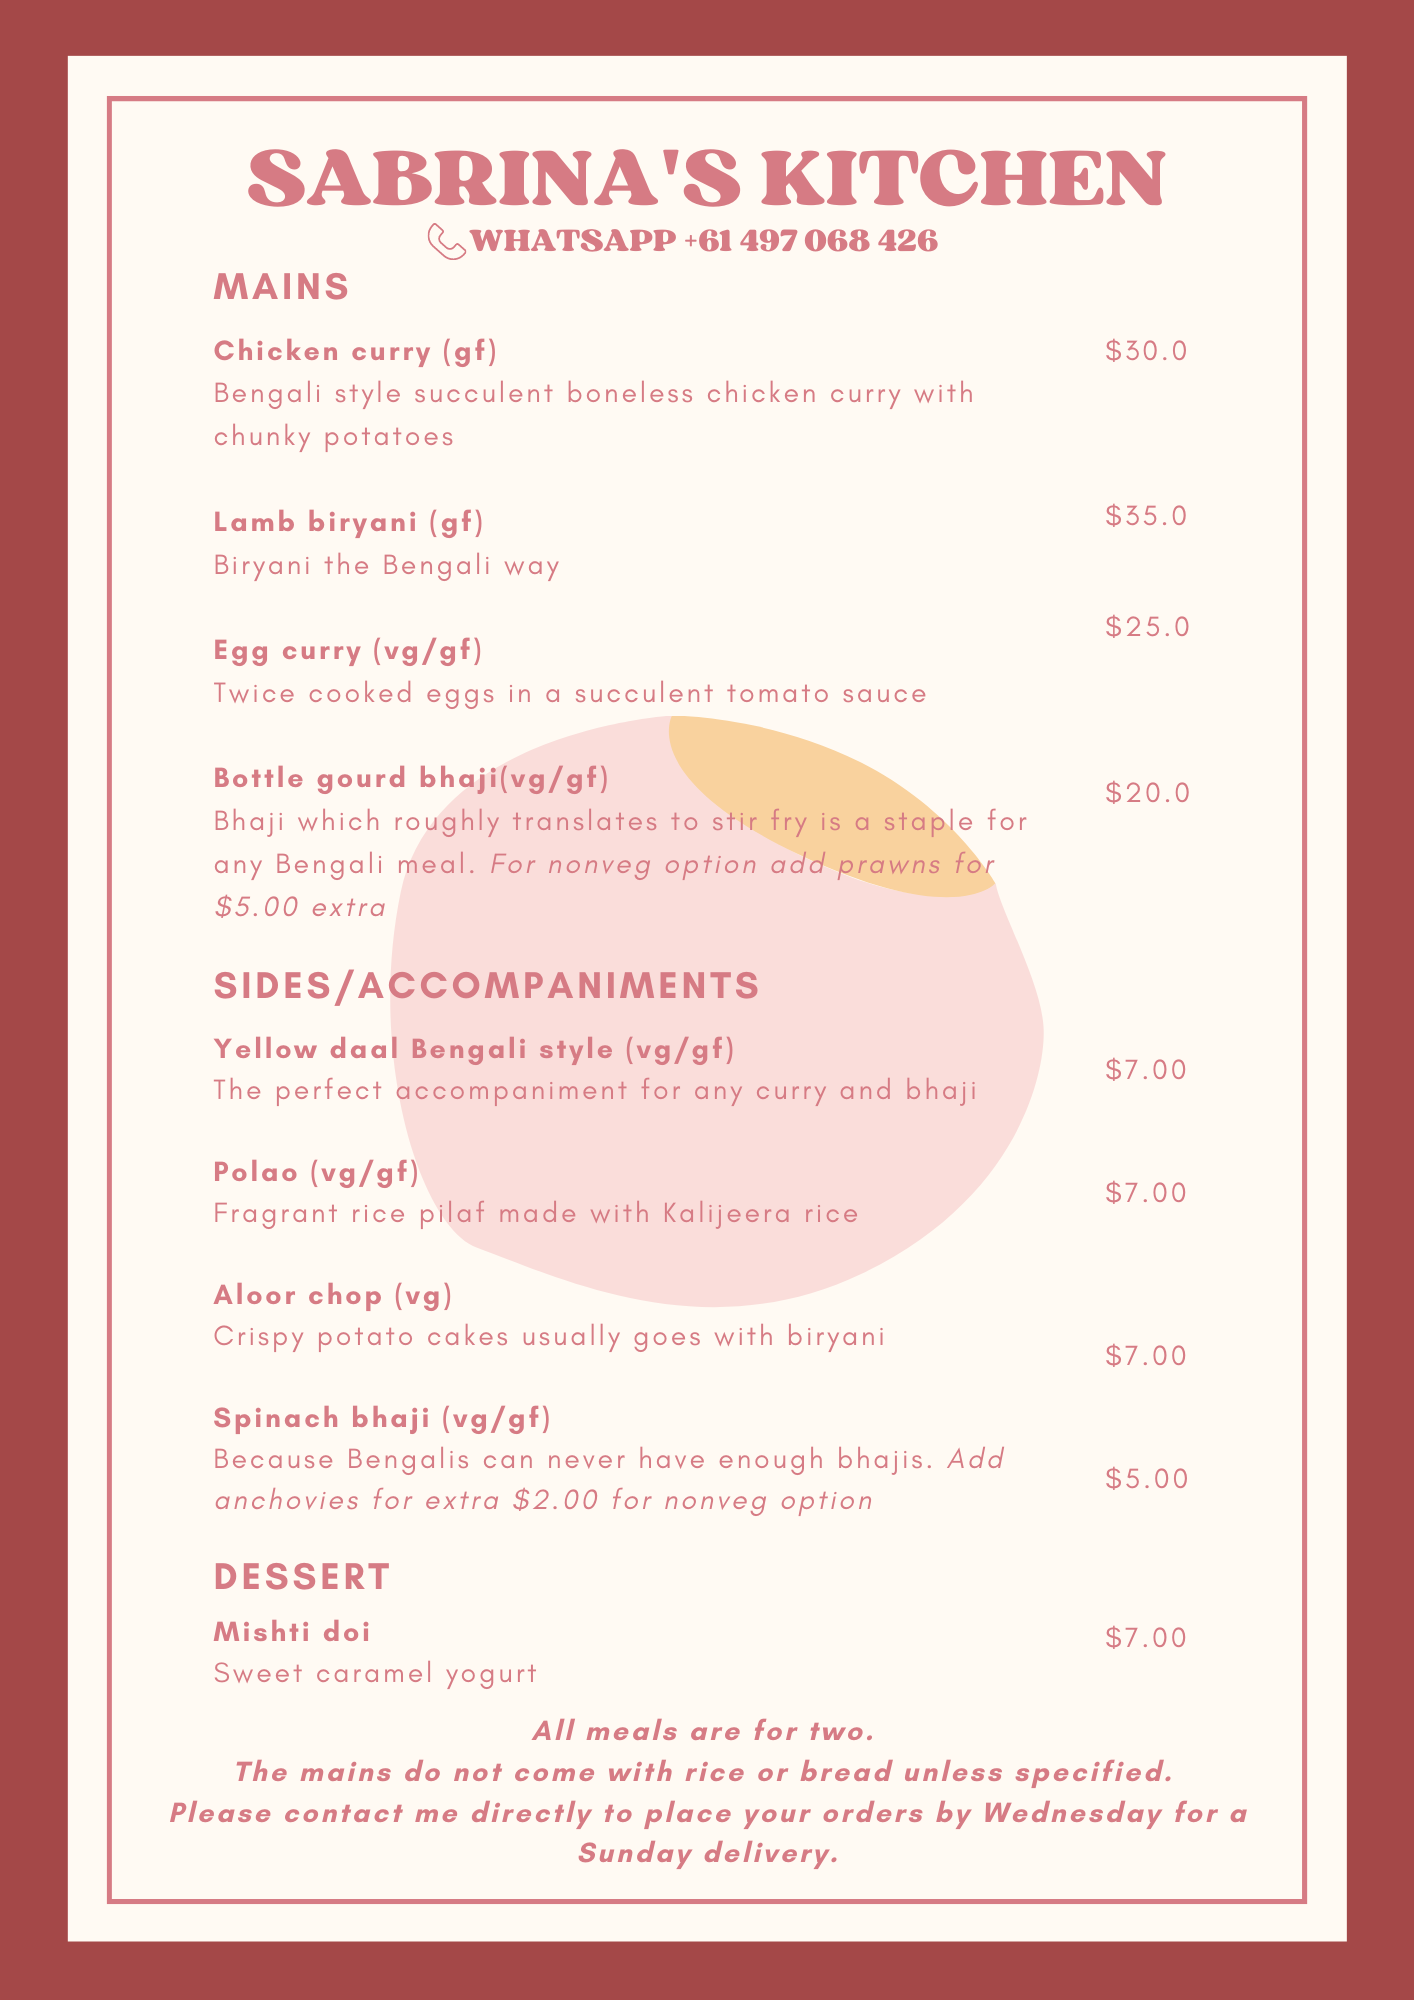 SABRINA'S KITCHEN
WHATSAPP +61 497 068 426
MAINS
Chicken curry (gf) $30.0
Bengali style succulent boneless chicken curry with
chunky potatoes
Lamb biryani (gf) $35.0
Biryani the Bengali way
Egg curry (vg/gf) $25.0
Twice cooked eggs in a succulent tomato sauce
Bottle gourd bhaji(vg/gf) $20.0
Bhaji which roughly translates to stir fry is a staple for
any Bengali meal. For nonveg option add prawns for
$5.00 extra
SIDES/ACCOMPANIMENTS
Yellow daal Bengali style (vg/gf) $7.00
The perfect accompaniment for any curry and bhaji
Polao (vg/gf) $7.00
Fragrant rice pilaf made with Kalijeera rice
Aloor chop (vg) $7.00
Crispy potato cakes usually goes with biryani
Spinach bhaji (vg/gf) $5.00
Because Bengalis can never have enough bhajis. Add
anchovies for extra $2.00 for nonveg option
DESSERT
Mishti doi $7.00
Sweet caramel yogurt
All meals are for two.
The mains do not come with rice or bread unless specified.
Please contact me directly to place your orders by Wednesday for a
Sunday delivery.